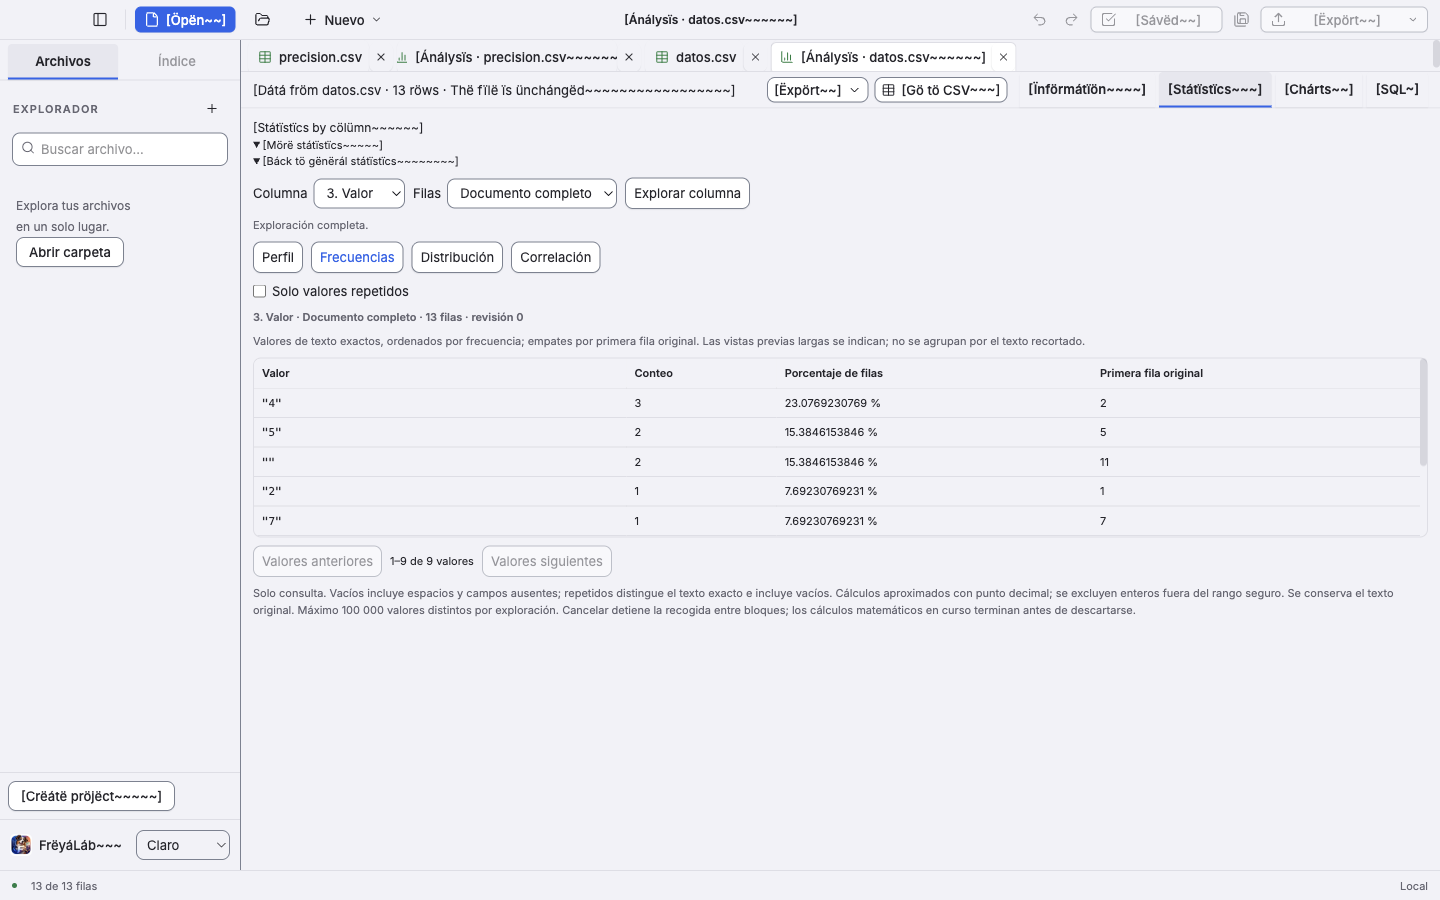 [Öpën~~]
Nuevo
[Ánálysïs · datos.csv~~~~~~]
[Sávëd~~]
[Ëxpört~~]
Archivos
Índice
precision.csv
[Ánálysïs · precision.csv~~~~~~
datos.csv
[Ánálysïs · datos.csv~~~~~~]
EXPLORADOR
Buscar archivo...
Explora tus archivos
en un solo lugar.
Abrir carpeta
[Dátá fröm datos.csv · 13 röws · Thë fïlë ïs ünchángëd~~~~~~~~~~~~~~~~~]
[Ëxpört~~]
[Gö tö CSV~~~]
[Ïnförmátïön~~~~]
[Státïstïcs~~~]
[Chárts~~]
[SQL~]
[Státïstïcs by cölümn~~~~~~]
[Mörë státïstïcs~~~~~]
[Báck tö gënërál státïstïcs~~~~~~~~]
Columna
3. Valor
Filas
Documento completo
Explorar columna
Exploración completa.
Perfil
Frecuencias
Distribución
Correlación
Solo valores repetidos
3. Valor · Documento completo · 13 filas · revisión 0
Valores de texto exactos, ordenados por frecuencia; empates por primera fila original. Las vistas previas largas se indican; no se agrupan por el texto recortado.
Valor Conteo Porcentaje de filas Primera fila original
"4" 3 23.0769230769 % 2
"5" 2 15.3846153846 % 5
"" 2 15.3846153846 % 11
"2" 1 7.69230769231 % 1
"7" 1 7.69230769231 % 7
Valores anteriores
1–9 de 9 valores
Valores siguientes
Solo consulta. Vacíos incluye espacios y campos ausentes; repetidos distingue el texto exacto e incluye vacíos. Cálculos aproximados con punto decimal; se excluyen enteros fuera del rango seguro. Se conserva el texto
original. Máximo 100 000 valores distintos por exploración. Cancelar detiene la recogida entre bloques; los cálculos matemáticos en curso terminan antes de descartarse.
[Crëátë pröjëct~~~~~]
FrëyáLáb~~~
Claro
13 de 13 filas
Local